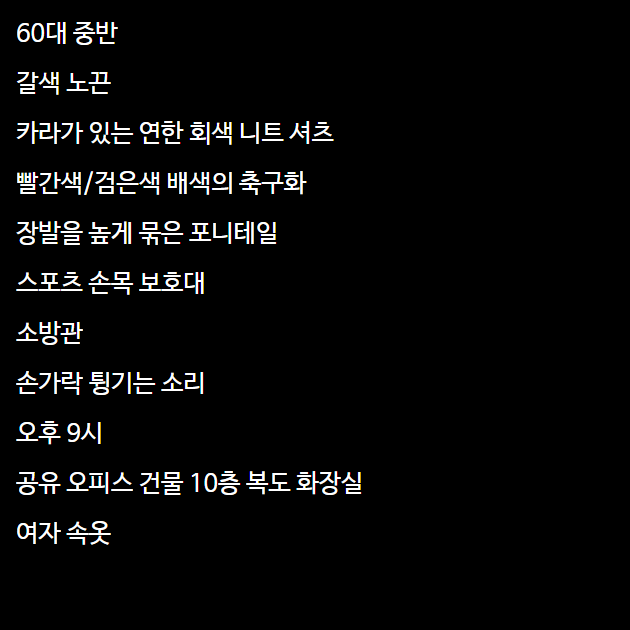 60대 중반
갈색 노끈
카라가 있는 연한 회색 니트 셔츠
빨간색/검은색 배색의 축구화
장발을 높게 묶은 포니테일
스포츠 손목 보호대
소방관
손가락 튕기는 소리
오후 9시
공유 오피스 건물 10층 복도 화장실
여자 속옷